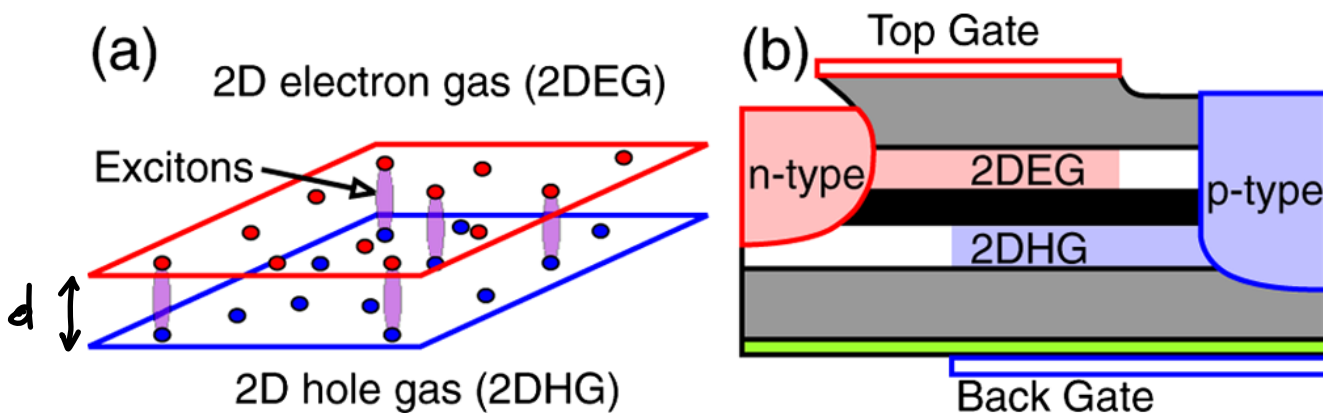 (a)
2D electron gas (2DEG)
Excitons
d
2D hole gas (2DHG)
(b)
Top Gate
n-type
2DEG
p-type
2DHG
Back Gate